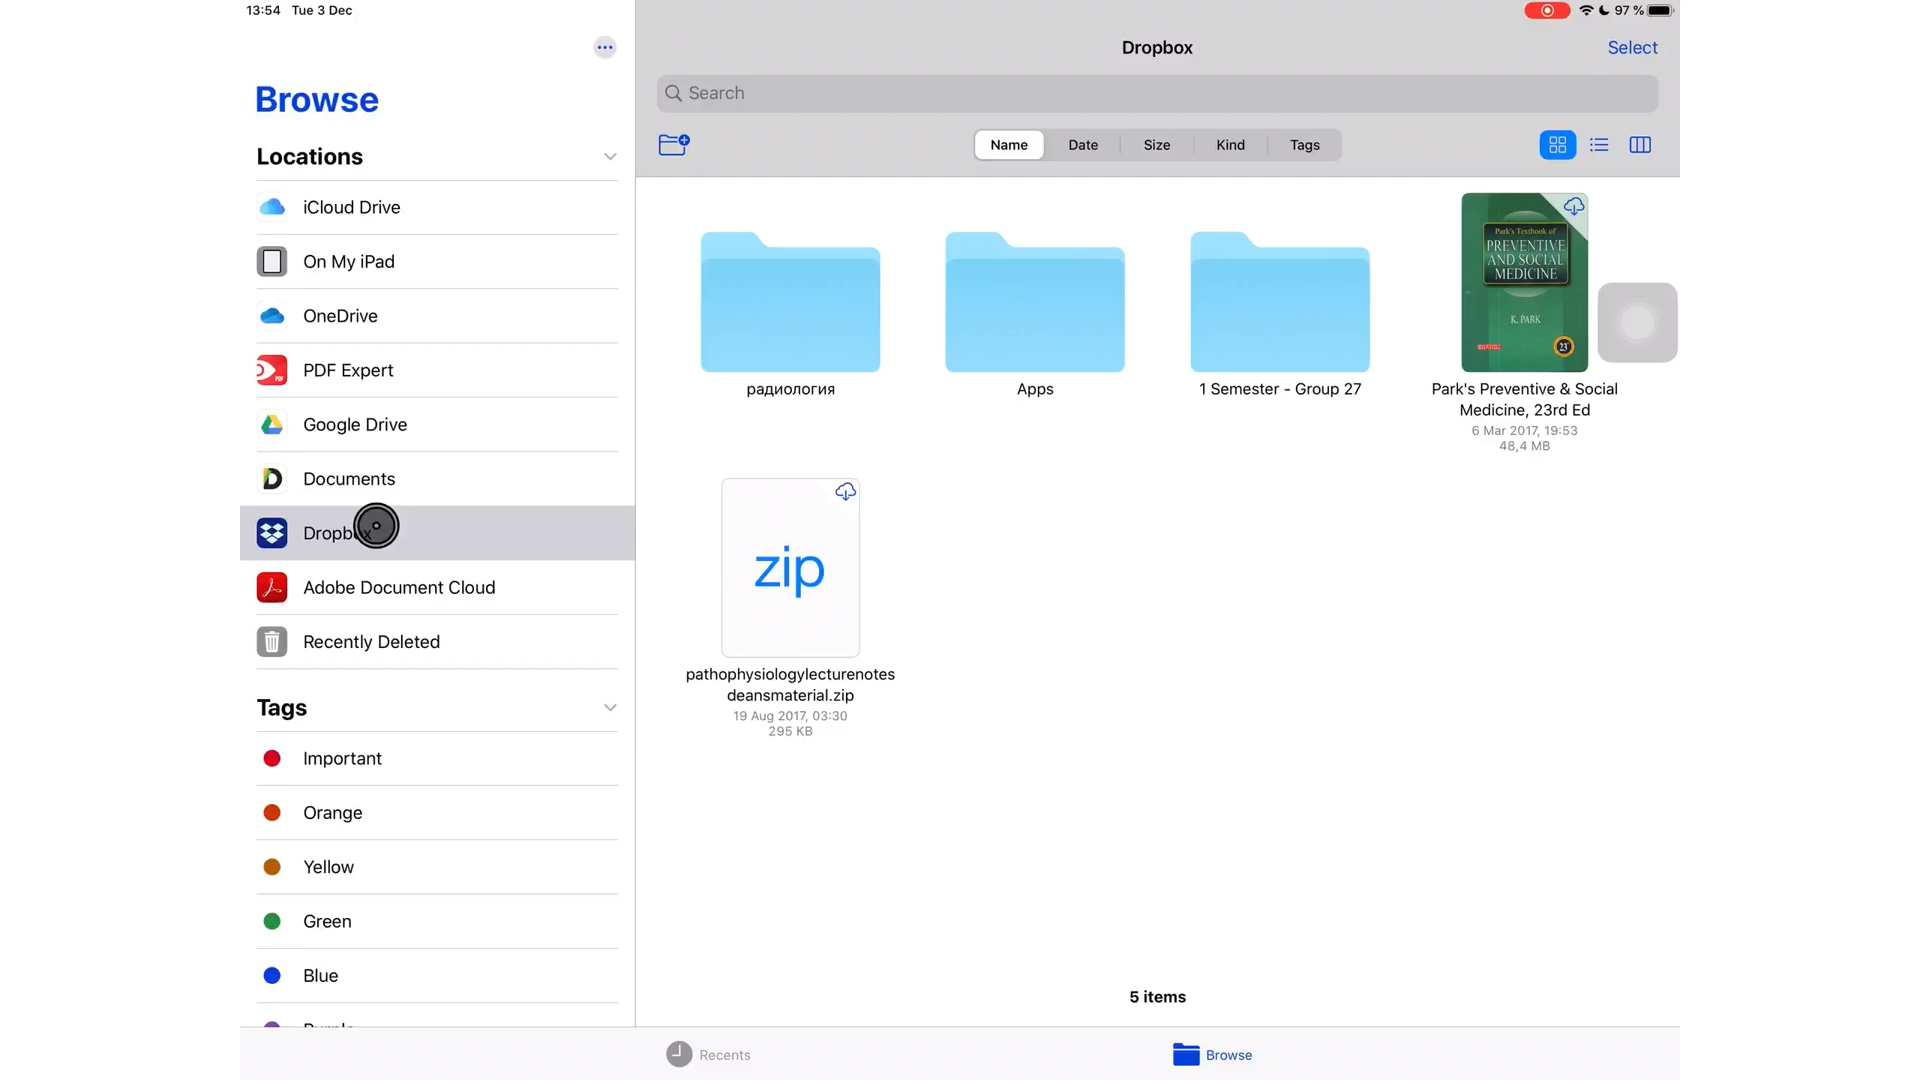 13:54 Tue 3 Dec
97 %
Browse
Locations
iCloud Drive
On My iPad
OneDrive
PDF Expert
Google Drive
Documents
Dropbox
Adobe Document Cloud
Recently Deleted
Tags
Important
Orange
Yellow
Green
Blue
Purple
Dropbox
Select
Search
Name
Date
Size
Kind
Tags
радиология
Apps
1 Semester - Group 27
Park's Textbook of
PREVENTIVE
AND SOCIAL
MEDICINE
K. PARK
23
Park's Preventive & Social
Medicine, 23rd Ed
6 Mar 2017, 19:53
48,4 MB
zip
pathophysiologylecturenotes
deansmaterial.zip
19 Aug 2017, 03:30
295 KB
5 items
Recents
Browse